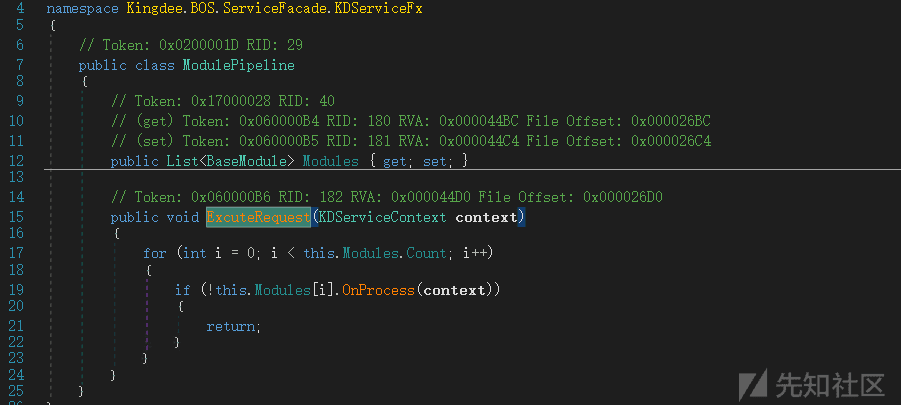 4 namespace Kingdee.BOS.ServiceFacade.KDServiceFx
5 {
6 // Token: 0x0200001D RID: 29
7 public class ModulePipeline
8 {
9 // Token: 0x17000028 RID: 40
10 // (get) Token: 0x060000B4 RID: 180 RVA: 0x000044BC File Offset: 0x000026BC
11 // (set) Token: 0x060000B5 RID: 181 RVA: 0x000044C4 File Offset: 0x000026C4
12 public List<BaseModule> Modules { get; set; }
13
14 // Token: 0x060000B6 RID: 182 RVA: 0x000044D0 File Offset: 0x000026D0
15 public void ExcuteRequest(KDServiceContext context)
16 {
17 for (int i = 0; i < this.Modules.Count; i++)
18 {
19 if (!this.Modules[i].OnProcess(context))
20 {
21 return;
22 }
23 }
24 }
25 }
先知社区